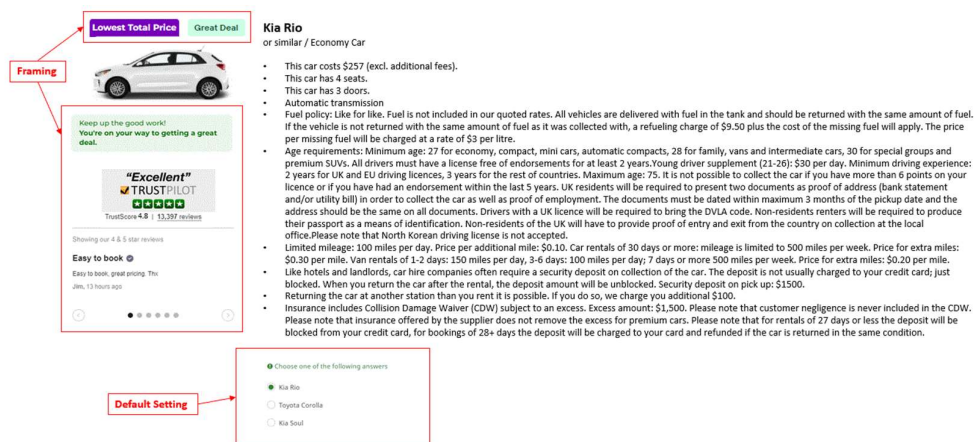 Lowest Total Price
Great Deal
Framing
Keep up the good work!
You're on your way to getting a great
deal.
"Excellent"
TRUSTPILOT
TrustScore 4.8 | 13,397 reviews
Showing our 4 & 5 star reviews
Easy to book
Easy to book, great pricing. Thx
Jim, 13 hours ago
Kia Rio
or similar / Economy Car
• This car costs $257 (excl. additional fees).
• This car has 4 seats.
• This car has 3 doors.
• Automatic transmission
• Fuel policy: Like for like. Fuel is not included in our quoted rates. All vehicles are delivered with fuel in the tank and should be returned with the same amount of fuel.
If the vehicle is not returned with the same amount of fuel as it was collected with, a refueling charge of $9.50 plus the cost of the missing fuel will apply. The price
per missing fuel will be charged at a rate of $3 per litre.
• Age requirements: Minimum age: 27 for economy, compact, mini cars, automatic compacts, 28 for family, vans and intermediate cars, 30 for special groups and
premium SUVs. All drivers must have a license free of endorsements for at least 2 years.Young driver supplement (21-26): $30 per day. Minimum driving experience:
2 years for UK and EU driving licences, 3 years for the rest of countries. Maximum age: 75. It is not possible to collect the car if you have more than 6 points on your
licence or if you have had an endorsement within the last 5 years. UK residents will be required to present two documents as proof of address (bank statement
and/or utility bill) in order to collect the car as well as proof of employment. The documents must be dated within maximum 3 months of the pickup date and the
address should be the same on all documents. Drivers with a UK licence will be required to bring the DVLA code. Non-residents renters will be required to produce
their passport as a means of identification. Non-residents of the UK will have to provide proof of entry and exit from the country on collection at the local
office.Please note that North Korean driving license is not accepted.
• Limited mileage: 100 miles per day. Price per additional mile: $0.10. Car rentals of 30 days or more: mileage is limited to 500 miles per week. Price for extra miles:
$0.30 per mile. Van rentals of 1-2 days: 150 miles per day, 3-6 days: 100 miles per day; 7 days or more 500 miles per week. Price for extra miles: $0.20 per mile.
• Like hotels and landlords, car hire companies often require a security deposit on collection of the car. The deposit is not usually charged to your credit card; just
blocked. When you return the car after the rental, the deposit amount will be unblocked. Security deposit on pick up: $1500.
• Returning the car at another station than you rent it is possible. If you do so, we charge you additional $100.
• Insurance includes Collision Damage Waiver (CDW) subject to an excess. Excess amount: $1,500. Please note that customer negligence is never included in the CDW.
Please note that insurance offered by the supplier does not remove the excess for premium cars. Please note that for rentals of 27 days or less the deposit will be
blocked from your credit card, for bookings of 28+ days the deposit will be charged to your card and refunded if the car is returned in the same condition.
Choose one of the following answers
Kia Rio
Toyota Corolla
Kia Soul
Default Setting